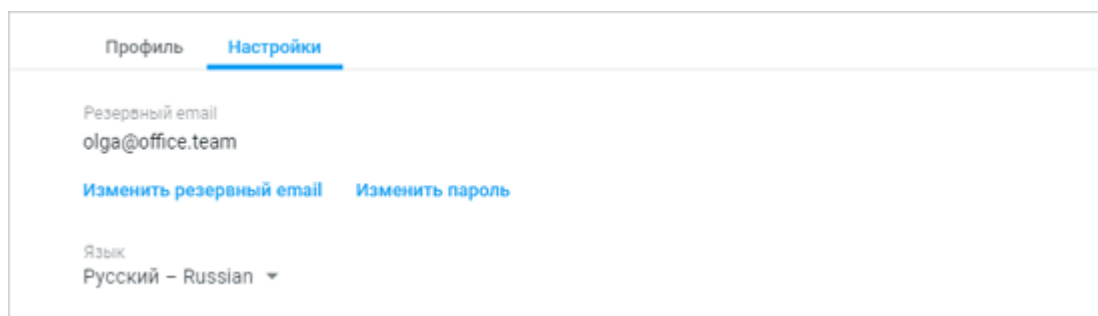 Профиль Настройки
Резервный email
olga@office.team
Изменить резервный email Изменить пароль
Язык
Русский – Russian